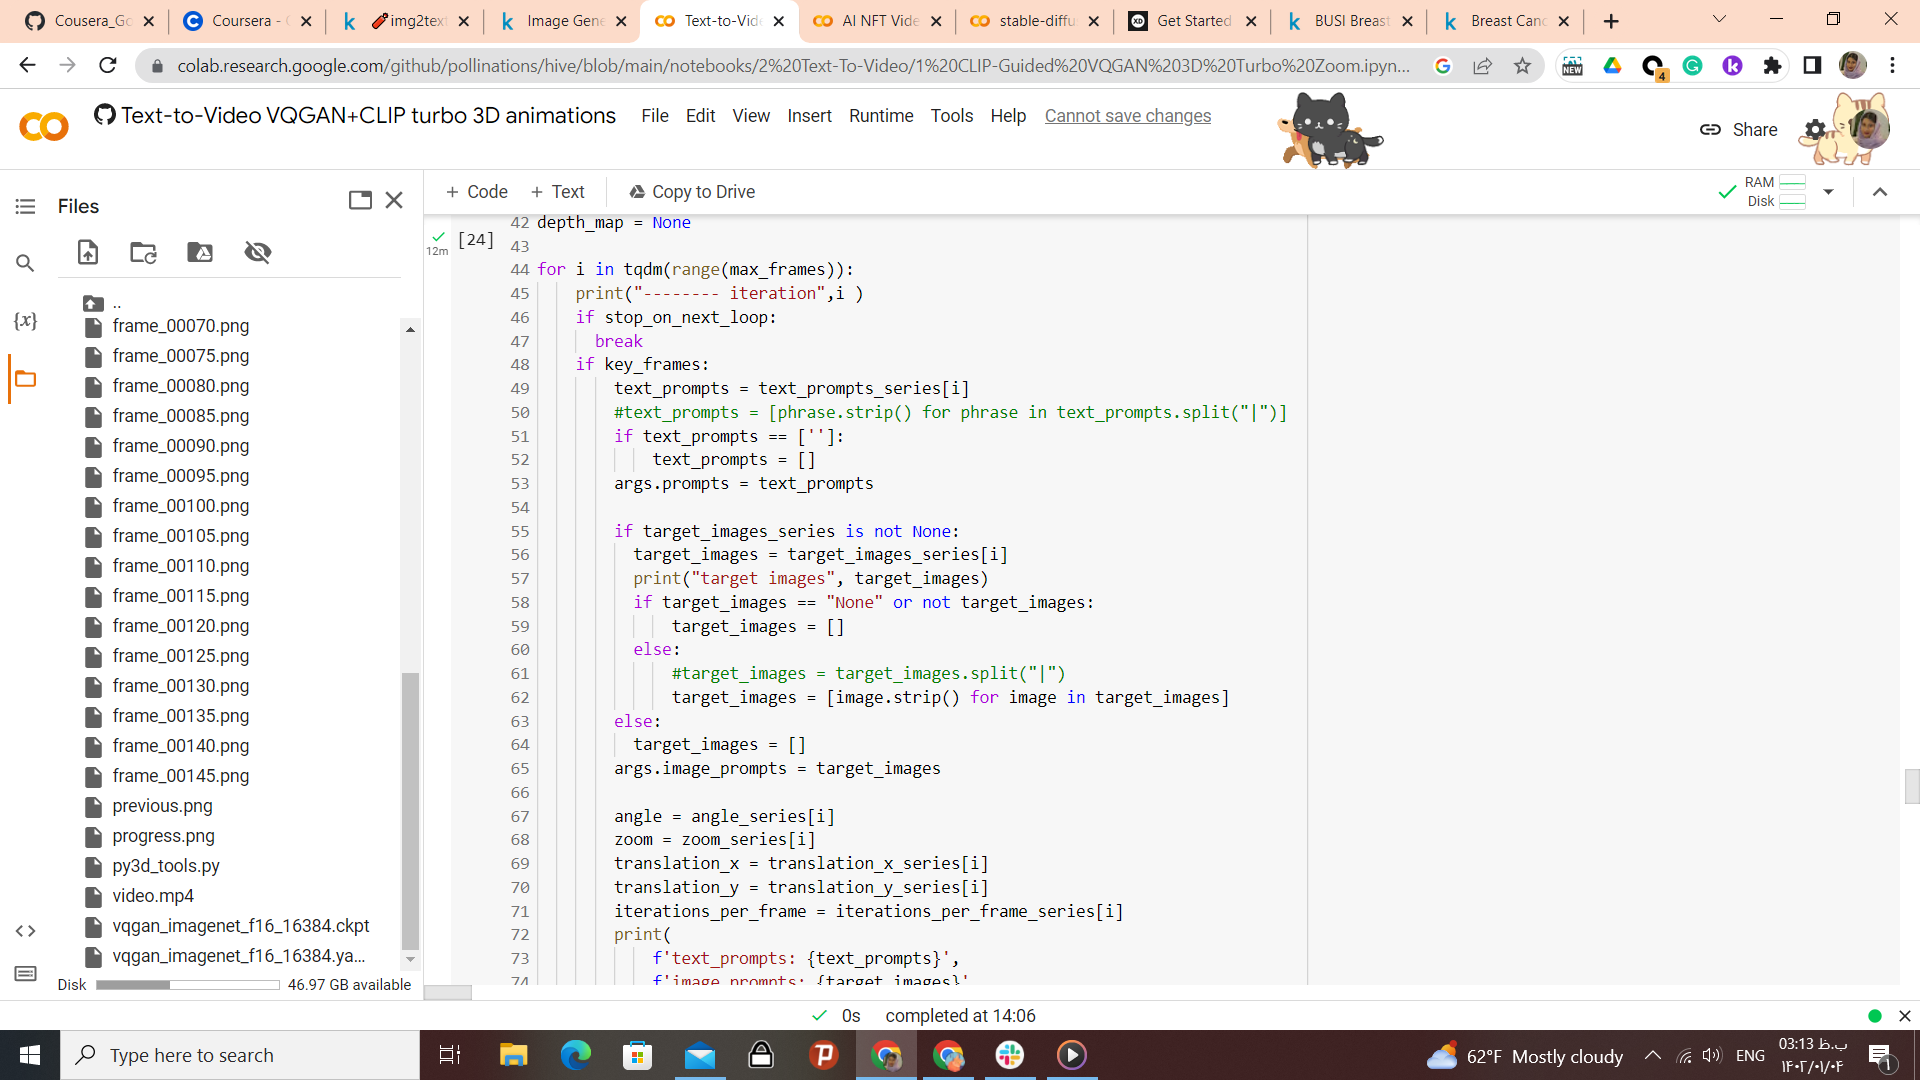 Cousera_Go
Coursera - C
img2text
Image Gene
Text-to-Vide
AI NFT Vide
stable-diffu
Get Started
BUSI Breast
Breast Canc
colab.research.google.com/github/pollinations/hive/blob/main/notebooks/2%20Text-To-Video/1%20CLIP-Guided%20VQGAN%203D%20Turbo%20Zoom.ipyn...
NEW
4
Text-to-Video VQGAN+CLIP turbo 3D animations
File Edit View Insert Runtime Tools Help Cannot save changes
Share
Files
+ Code + Text Copy to Drive
RAM
Disk
..
frame_00070.png
frame_00075.png
frame_00080.png
frame_00085.png
frame_00090.png
frame_00095.png
frame_00100.png
frame_00105.png
frame_00110.png
frame_00115.png
frame_00120.png
frame_00125.png
frame_00130.png
frame_00135.png
frame_00140.png
frame_00145.png
previous.png
progress.png
py3d_tools.py
video.mp4
vqgan_imagenet_f16_16384.ckpt
vqgan_imagenet_f16_16384.ya...
Disk 46.97 GB available
12m
[24]
42 depth_map = None
43
44 for i in tqdm(range(max_frames)):
45 print("-------- iteration",i )
46 if stop_on_next_loop:
47 break
48 if key_frames:
49 text_prompts = text_prompts_series[i]
50 #text_prompts = [phrase.strip() for phrase in text_prompts.split("|")]
51 if text_prompts == ['']:
52 text_prompts = []
53 args.prompts = text_prompts
54
55 if target_images_series is not None:
56 target_images = target_images_series[i]
57 print("target images", target_images)
58 if target_images == "None" or not target_images:
59 target_images = []
60 else:
61 #target_images = target_images.split("|")
62 target_images = [image.strip() for image in target_images]
63 else:
64 target_images = []
65 args.image_prompts = target_images
66
67 angle = angle_series[i]
68 zoom = zoom_series[i]
69 translation_x = translation_x_series[i]
70 translation_y = translation_y_series[i]
71 iterations_per_frame = iterations_per_frame_series[i]
72 print(
73 f'text_prompts: {text_prompts}',
74 f'image_prompts: {target_images}'
0s completed at 14:06
Type here to search
62°F Mostly cloudy
ENG
03:13 ب.ظ
۱۴۰۲/۰۱/۰۴
1